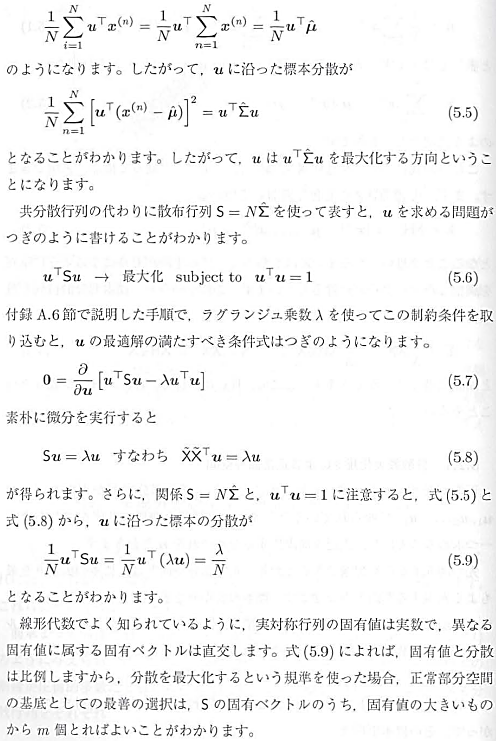 1/N ∑_{i=1}^{N} u^⊤ x^{(n)} = 1/N u^⊤ ∑_{n=1}^{N} x^{(n)} = 1/N u^⊤ μ̂
のようになります。したがって，u に沿った標本分散が
1/N ∑_{n=1}^{N} [u^⊤(x^{(n)} − μ̂)]^2 = u^⊤Σ̂u (5.5)
となることがわかります。したがって，u は u^⊤Σ̂u を最大化する方向というこ
とになります。
共分散行列の代わりに散布行列 S = NΣ̂ を使って表すと，u を求める問題が
つぎのように書けることがわかります。
u^⊤Su → 最大化 subject to u^⊤u = 1 (5.6)
付録 A.6 節で説明した手順で，ラグランジュ乗数 λ を使ってこの制約条件を取
り込むと，u の最適解の満たすべき条件式はつぎのようになります。
0 = ∂/∂u [u^⊤Su − λu^⊤u] (5.7)
素朴に微分を実行すると
Su = λu すなわち X̃X̃^⊤u = λu (5.8)
が得られます。さらに，関係 S = NΣ̂ と，u^⊤u = 1 に注意すると，式 (5.5) と
式 (5.8) から，u に沿った標本の分散が
1/N u^⊤Su = 1/N u^⊤(λu) = λ/N (5.9)
となることがわかります。
線形代数でよく知られているように，実対称行列の固有値は実数で，異なる
固有値に属する固有ベクトルは直交します。式 (5.9) によれば，固有値と分散
は比例しますから，分散を最大化するという規準を使った場合，正常部分空間
の基底としての最善の選択は，S の固有ベクトルのうち，固有値の大きいもの
から m 個とればよいことがわかります。